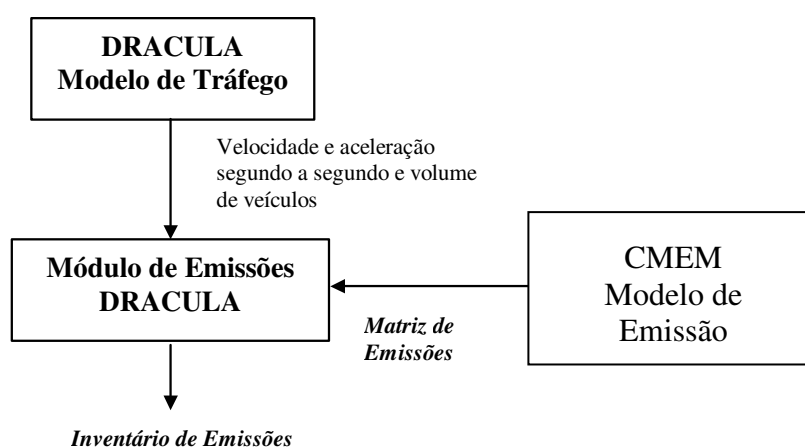 DRACULA
Modelo de Tráfego
Velocidade e aceleração
segundo a segundo e volume
de veículos
Módulo de Emissões
DRACULA
CMEM
Modelo de
Emissão
Matriz de
Emissões
Inventário de Emissões